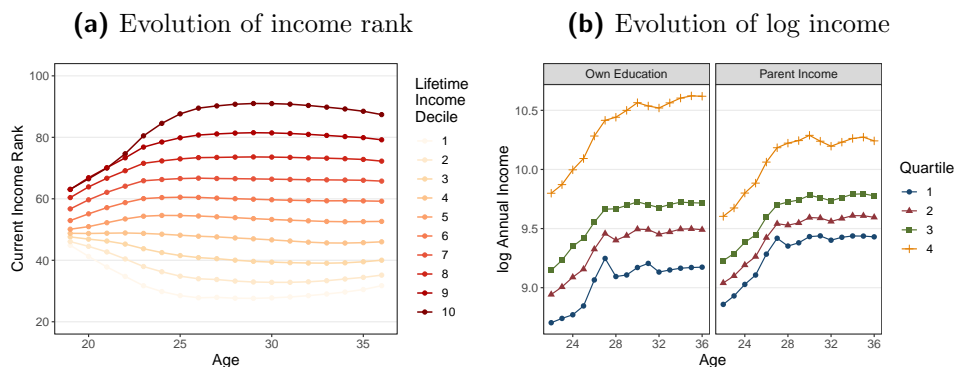 (a) Evolution of income rank
100
80
60
40
20
20
25
30
35
Age
Current Income Rank
Lifetime
Income
Decile
1
2
3
4
5
6
7
8
9
10
(b) Evolution of log income
Own Education
Parent Income
10.5
10.0
9.5
9.0
24
28
32
36
24
28
32
36
Age
log Annual Income
Quartile
1
2
3
4